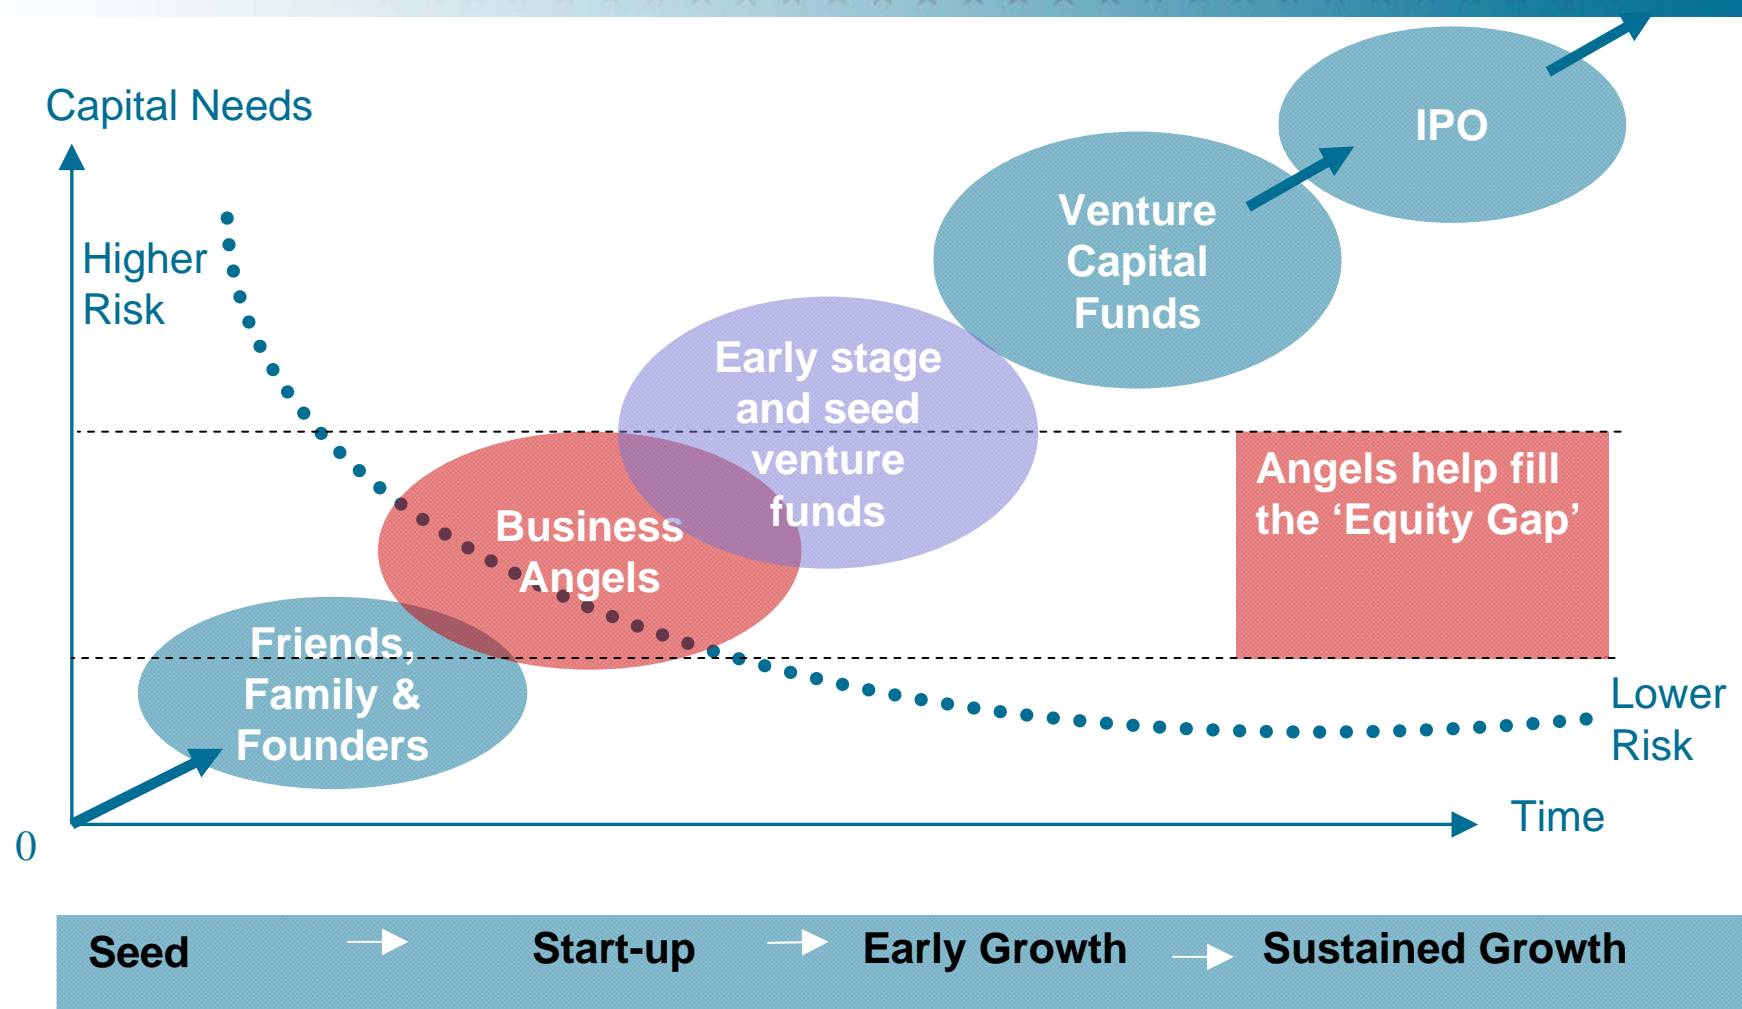 Capital Needs
IPO
Venture
Capital
Funds
Higher
Risk
Early stage
and seed
venture
funds
Angels help fill
the ‘Equity Gap’
Business
Angels
Friends,
Family &
Founders
Lower
Risk
Time
0
Seed
Start-up
Early Growth
Sustained Growth